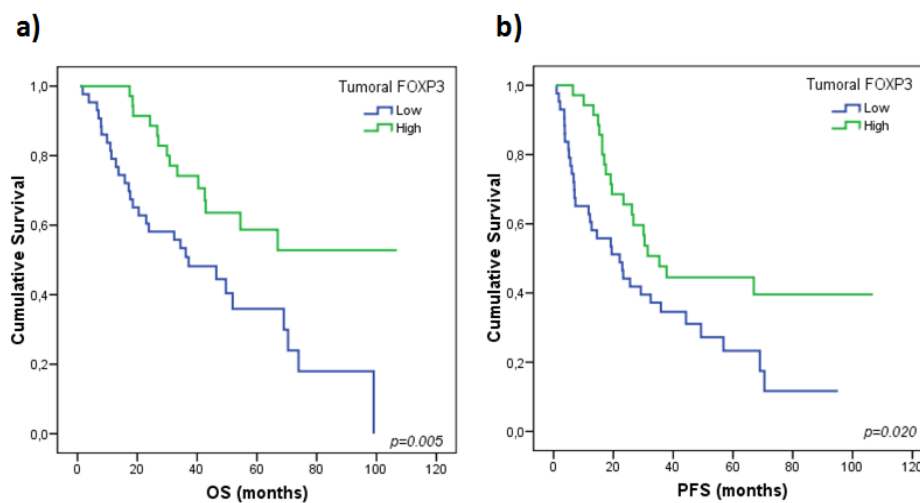 a)
Tumoral FOXP3
Low
High
1,0
0,8
0,6
0,4
0,2
0,0
Cumulative Survival
p=0.005
0 20 40 60 80 100 120
OS (months)
b)
Tumoral FOXP3
Low
High
1,0
0,8
0,6
0,4
0,2
0,0
Cumulative Survival
p=0.020
0 20 40 60 80 100 120
PFS (months)